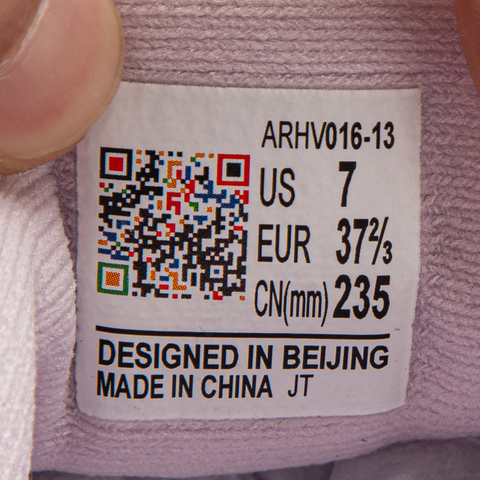 ARHV016-13
US 7
EUR 37⅔
CN(mm) 235
DESIGNED IN BEIJING
MADE IN CHINA JT